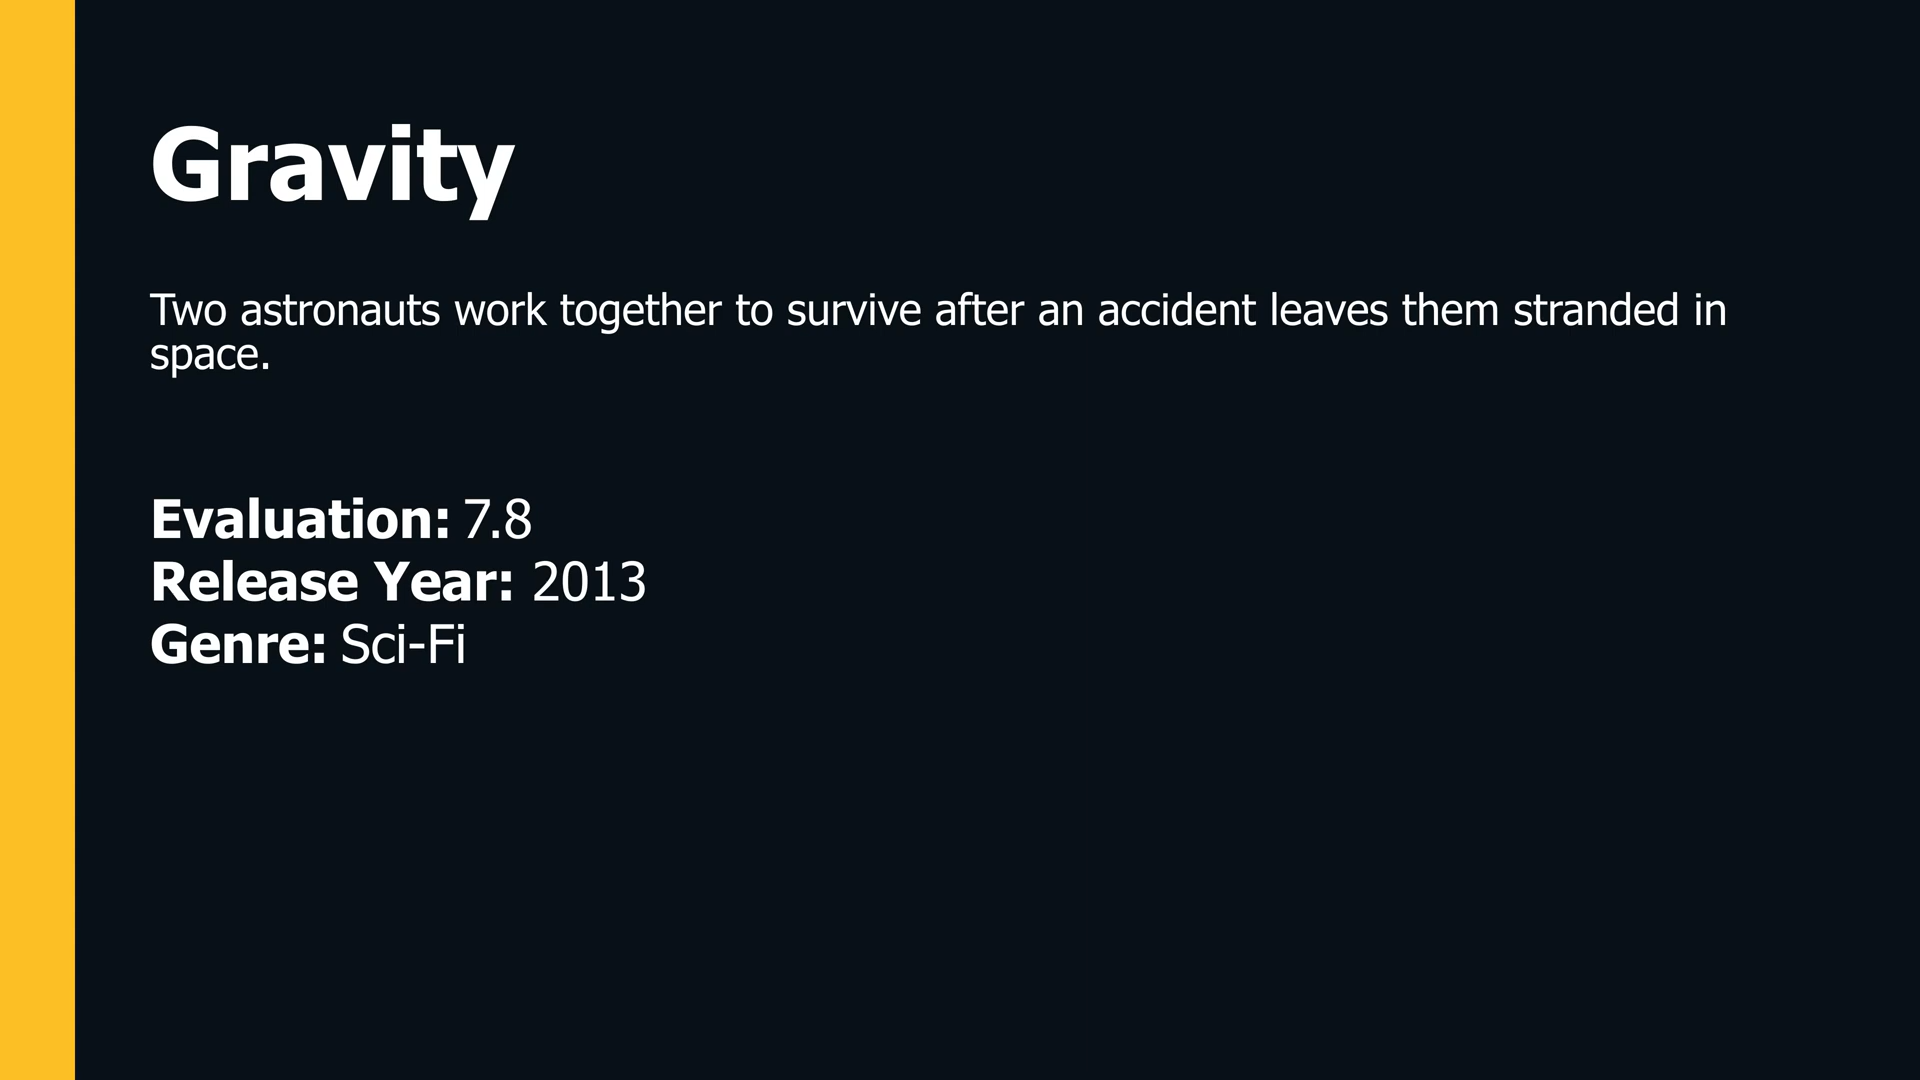 Gravity
Two astronauts work together to survive after an accident leaves them stranded in
space.
Evaluation: 7.8
Release Year: 2013
Genre: Sci-Fi